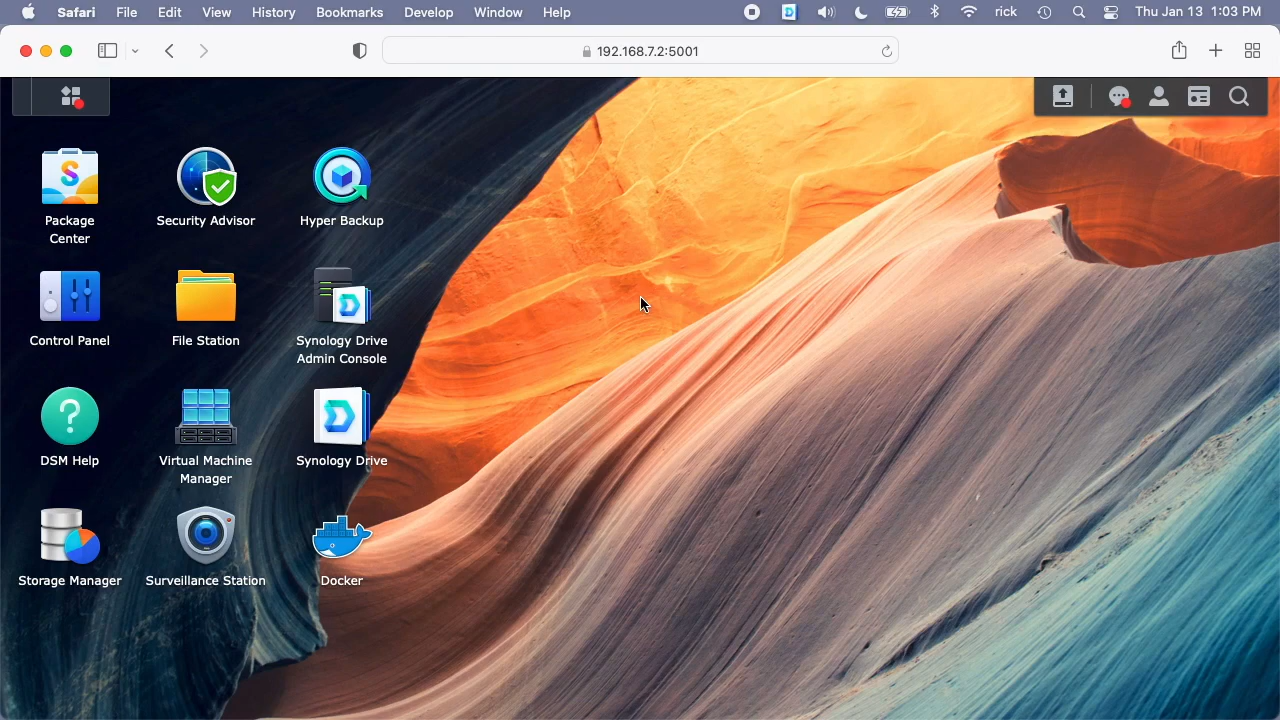 Safari File Edit View History Bookmarks Develop Window Help rick Thu Jan 13 1:03 PM
192.168.7.2:5001
Package
Center
Security Advisor
Hyper Backup
Control Panel
File Station
Synology Drive
Admin Console
DSM Help
Virtual Machine
Manager
Synology Drive
Storage Manager
Surveillance Station
Docker